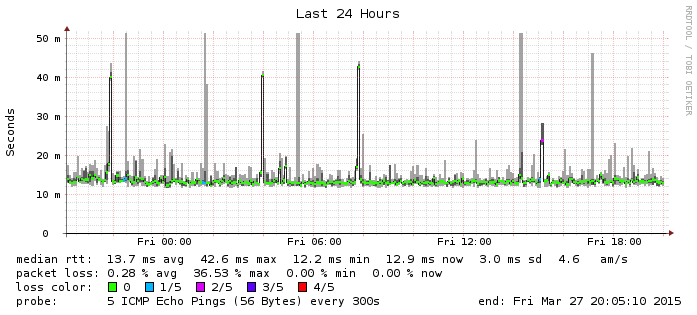 Last 24 Hours
RRDTOOL / TOBI OETIKER
Seconds
50 m
40 m
30 m
20 m
10 m
0
Fri 00:00 Fri 06:00 Fri 12:00 Fri 18:00
median rtt: 13.7 ms avg 42.6 ms max 12.2 ms min 12.9 ms now 3.0 ms sd 4.6 am/s
packet loss: 0.28 % avg 36.53 % max 0.00 % min 0.00 % now
loss color: 0 1/5 2/5 3/5 4/5
probe: 5 ICMP Echo Pings (56 Bytes) every 300s end: Fri Mar 27 20:05:10 2015